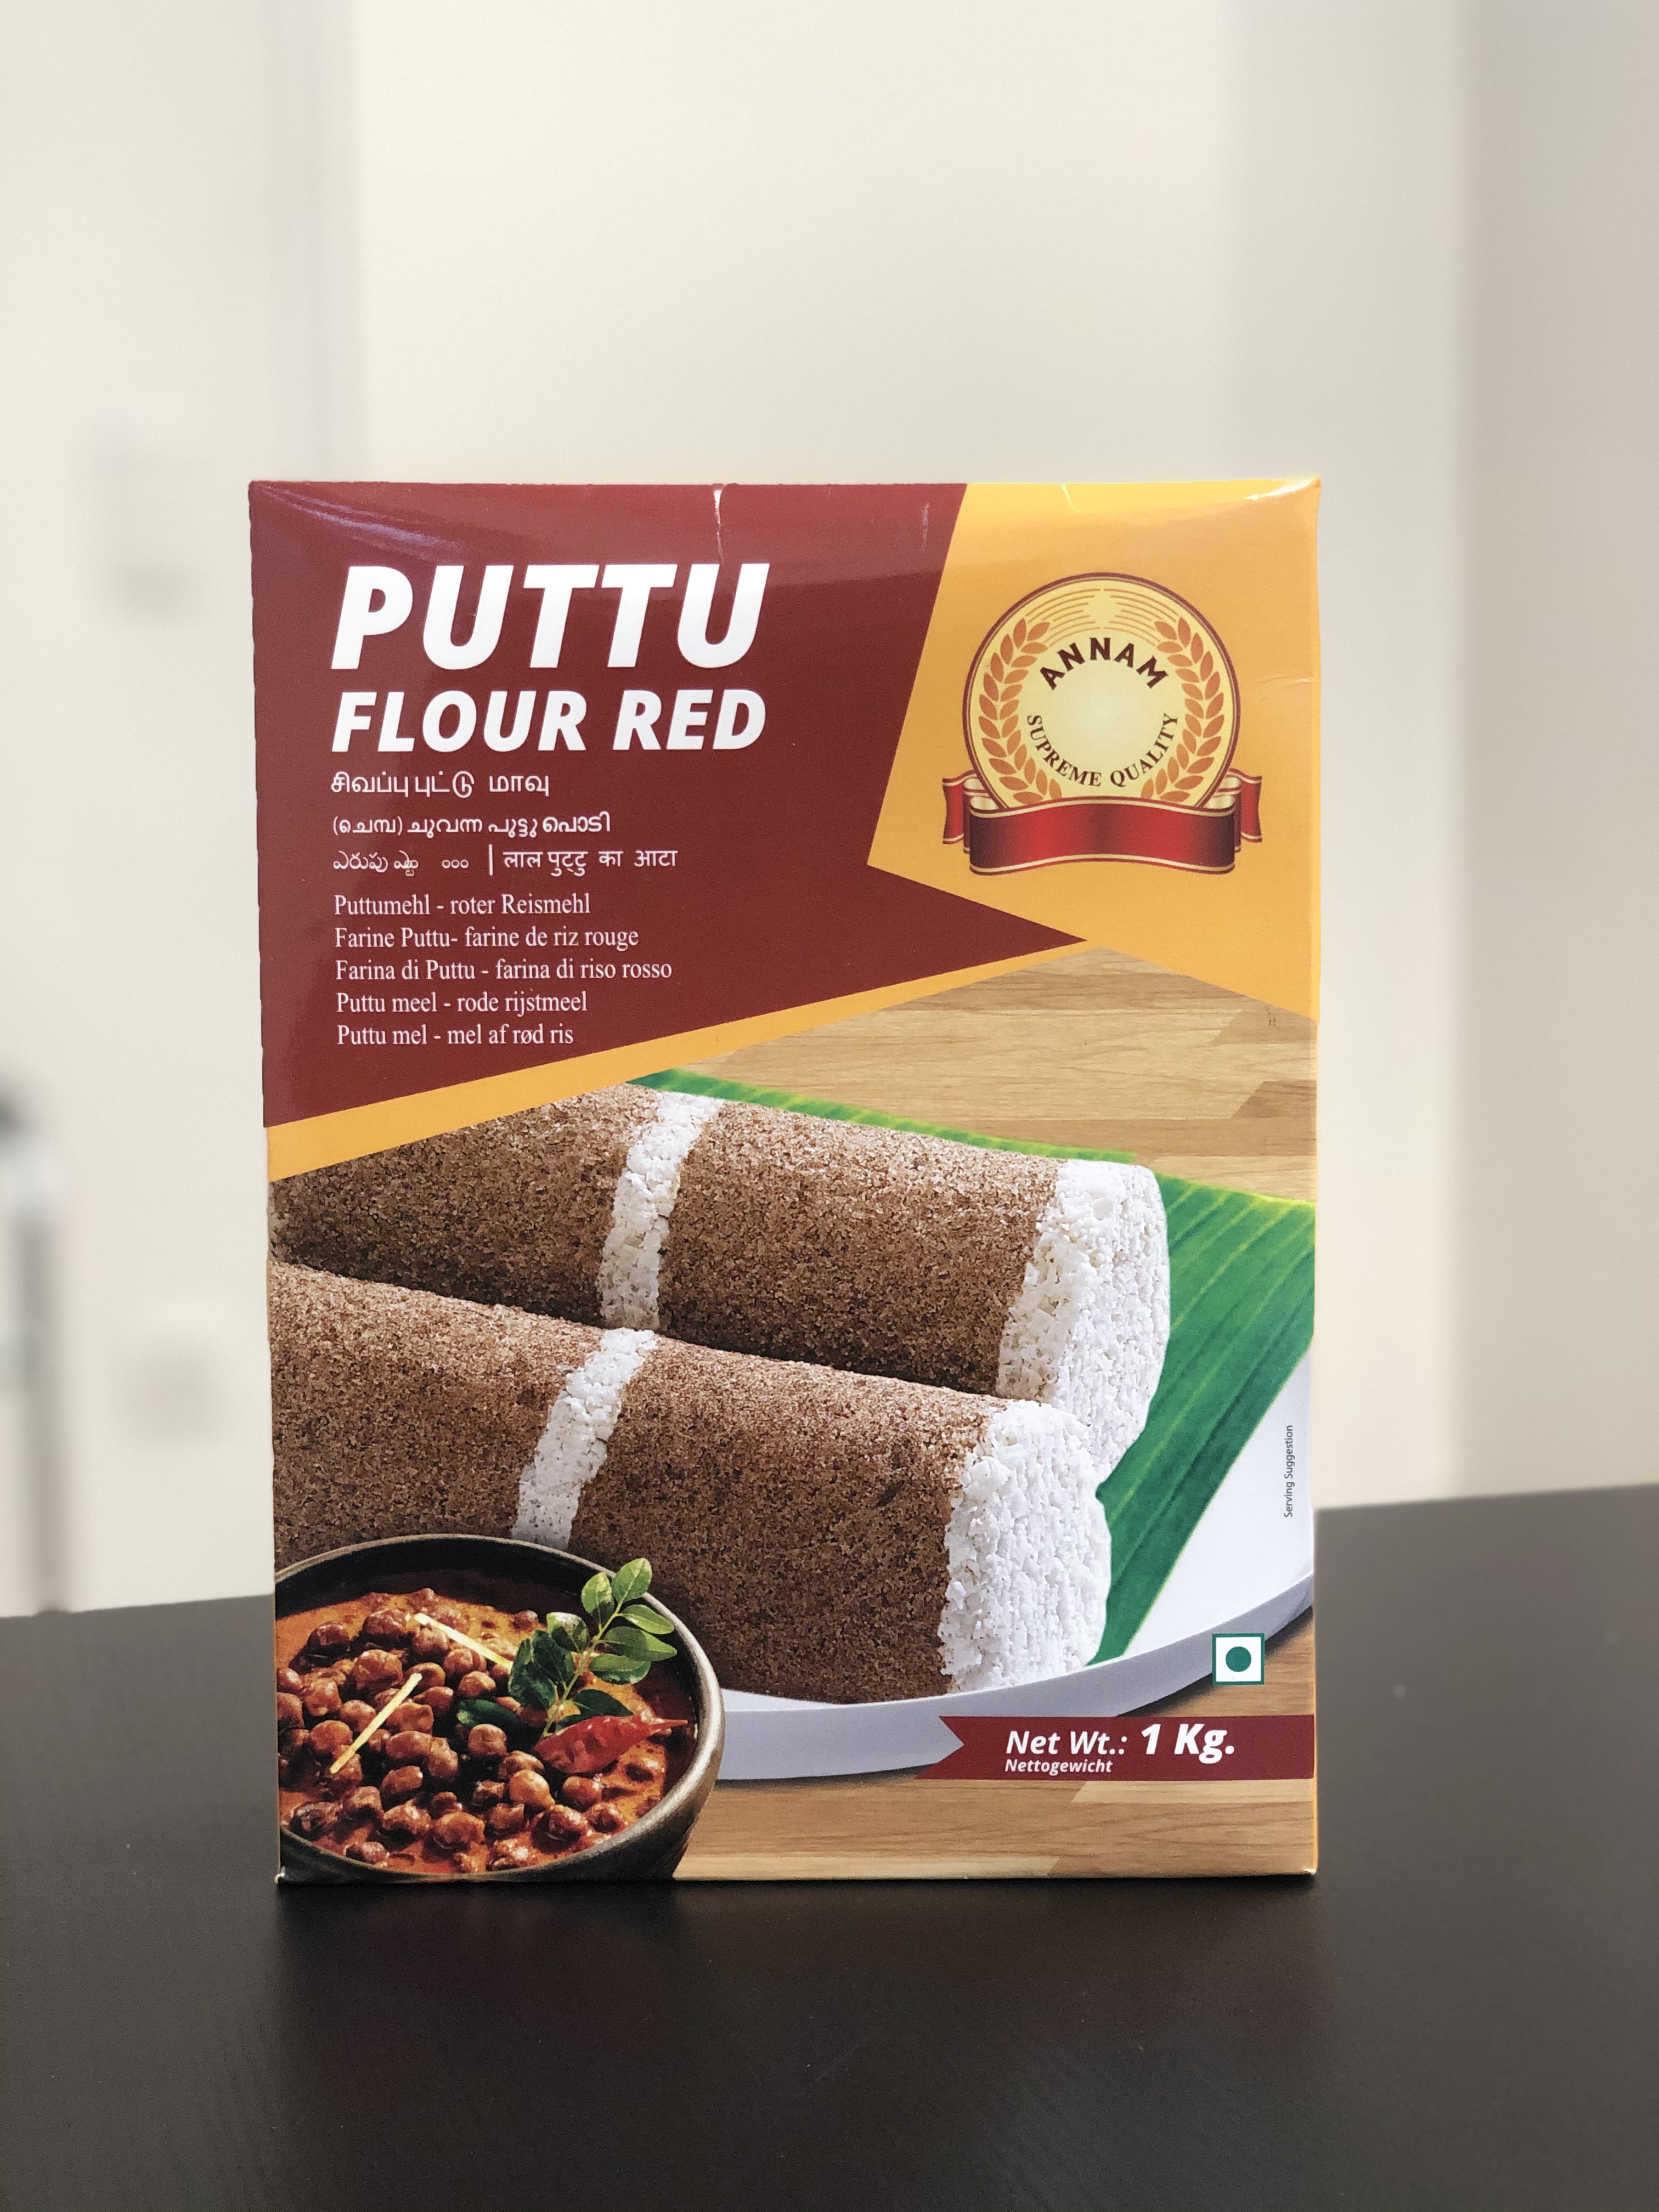 PUTTU
FLOUR RED
சிவப்பு புட்டு மாவு
(ചെമ്പ) ചുവന്ന പുട്ടു പൊടി
लाल पुट्टु का आटा
Puttumehl - roter Reismehl
Farine Puttu- farine de riz rouge
Farina di Puttu - farina di riso rosso
Puttu meel - rode rijstmeel
Puttu mel - mel af rød ris
ANNAM
SUPREME QUALITY
Serving Suggestion
Net Wt.: 1 Kg.
Nettogewicht